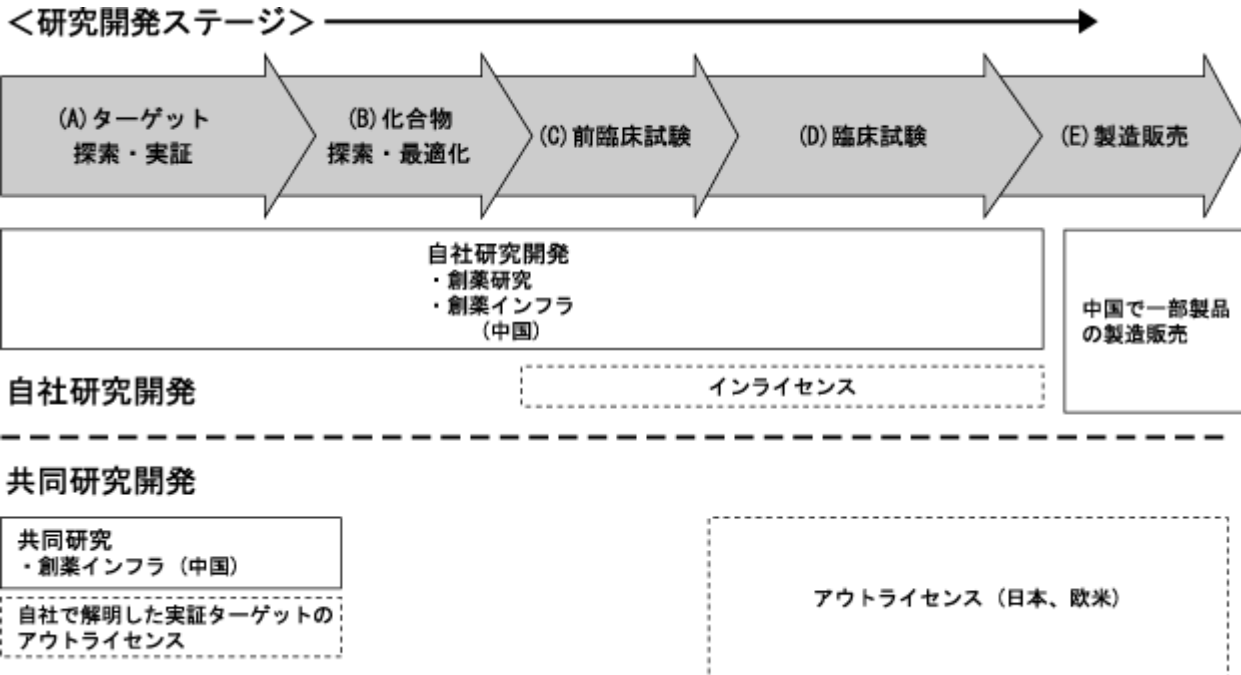 ＜研究開発ステージ＞
(A)ターゲット
探索・実証
(B)化合物
探索・最適化
(C)前臨床試験
(D)臨床試験
(E)製造販売
自社研究開発
・創薬研究
・創薬インフラ
(中国)
中国で一部製品
の製造販売
インライセンス
自社研究開発
共同研究開発
共同研究
・創薬インフラ（中国）
自社で解明した実証ターゲットの
アウトライセンス
アウトライセンス（日本、欧米）